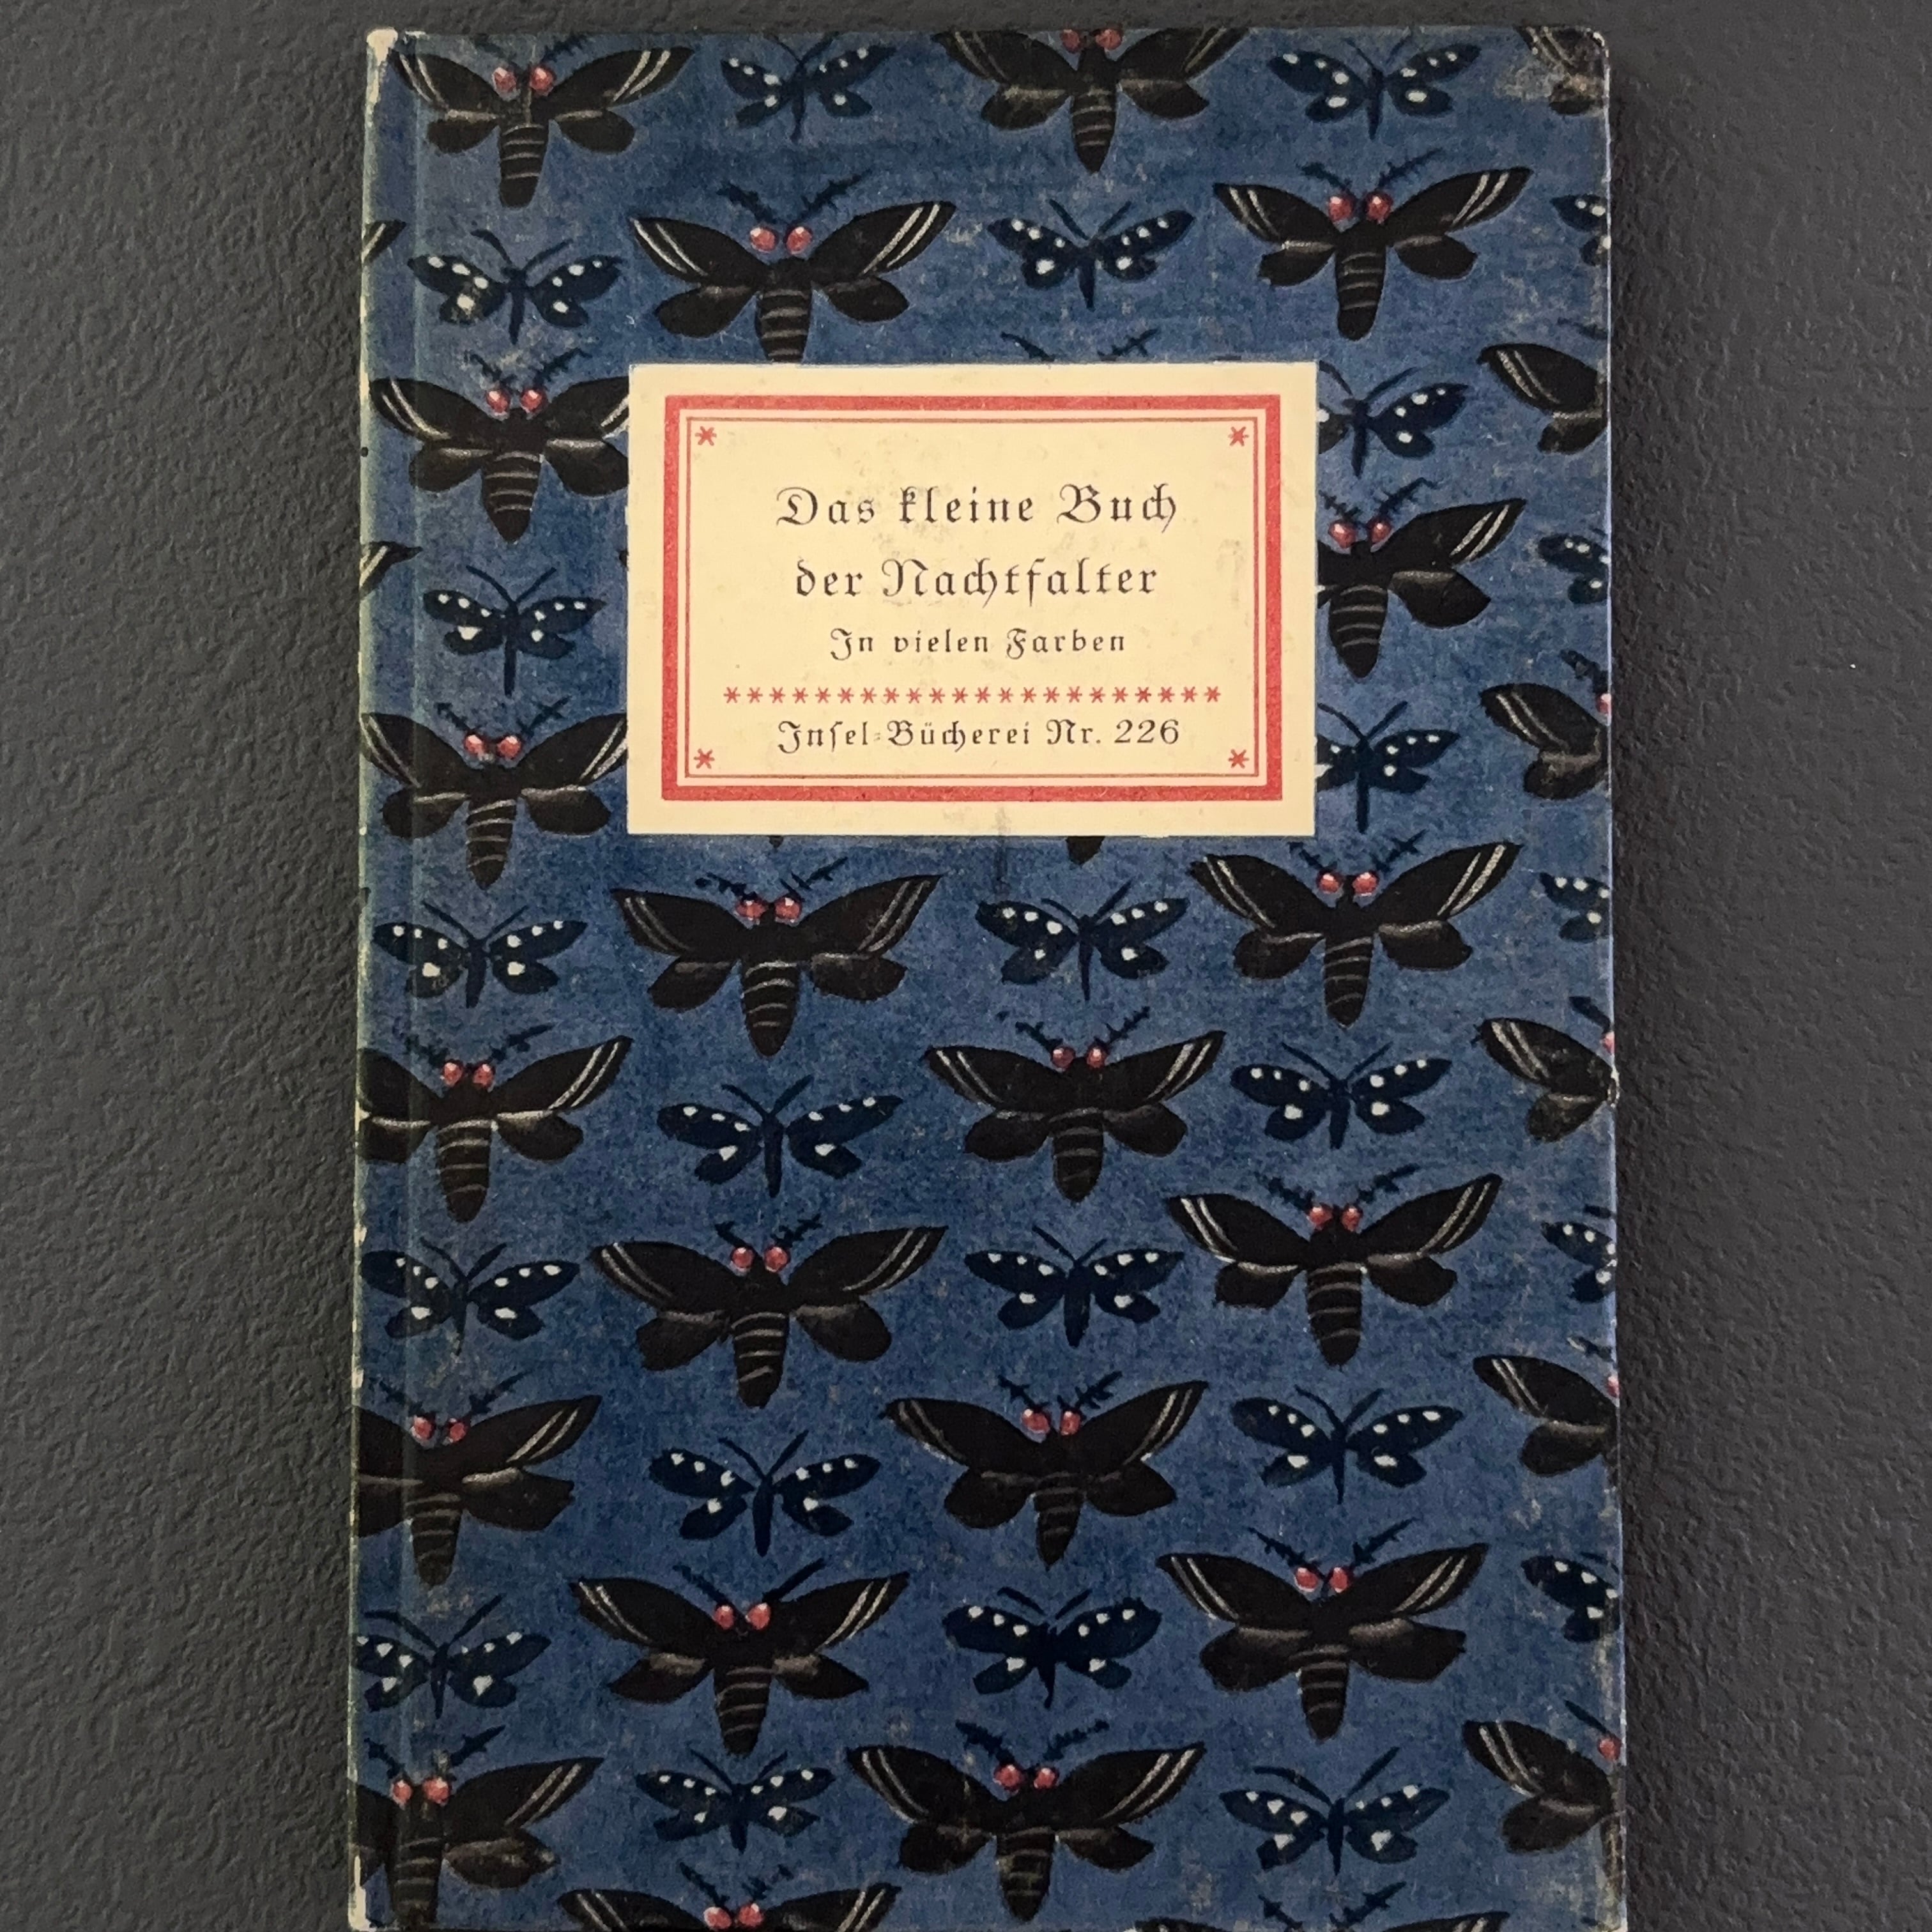 Das kleine Buch
der Nachtfalter
In vielen Farben
**********************
Insel-Bücherei Nr. 226